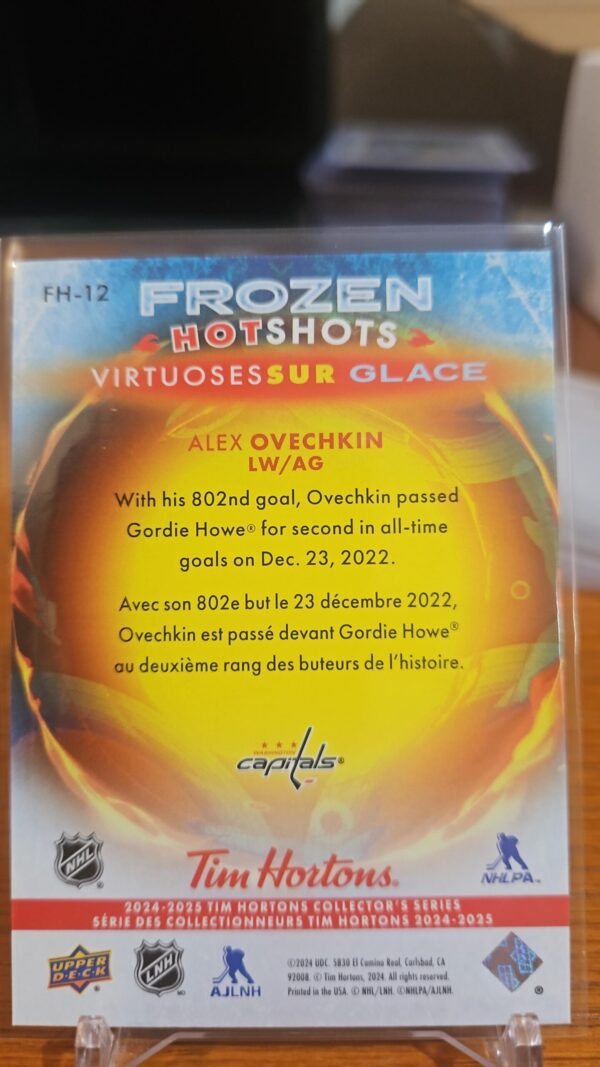 FH-12
FROZEN
HOTSHOTS
VIRTUOSES SUR GLACE
ALEX OVECHKIN
LW/AG
With his 802nd goal, Ovechkin passed
Gordie Howe® for second in all-time
goals on Dec. 23, 2022.
Avec son 802e but le 23 décembre 2022,
Ovechkin est passé devant Gordie Howe®
au deuxième rang des buteurs de l'histoire.
WASHINGTON
capitals®
NHL
®
Tim Hortons®
NHLPA™
2024-2025 TIM HORTONS COLLECTOR'S SERIES
SÉRIE DES COLLECTIONNEURS TIM HORTONS 2024-2025
UPPER
D·E·C·K
®
LNH
MD
AJLNH
©2024 UDC. 5830 El Camino Real, Carlsbad, CA
92008. © Tim Hortons, 2024. All rights reserved.
Printed in the USA. © NHL/LNH. ©NHLPA/AJLNH.
®